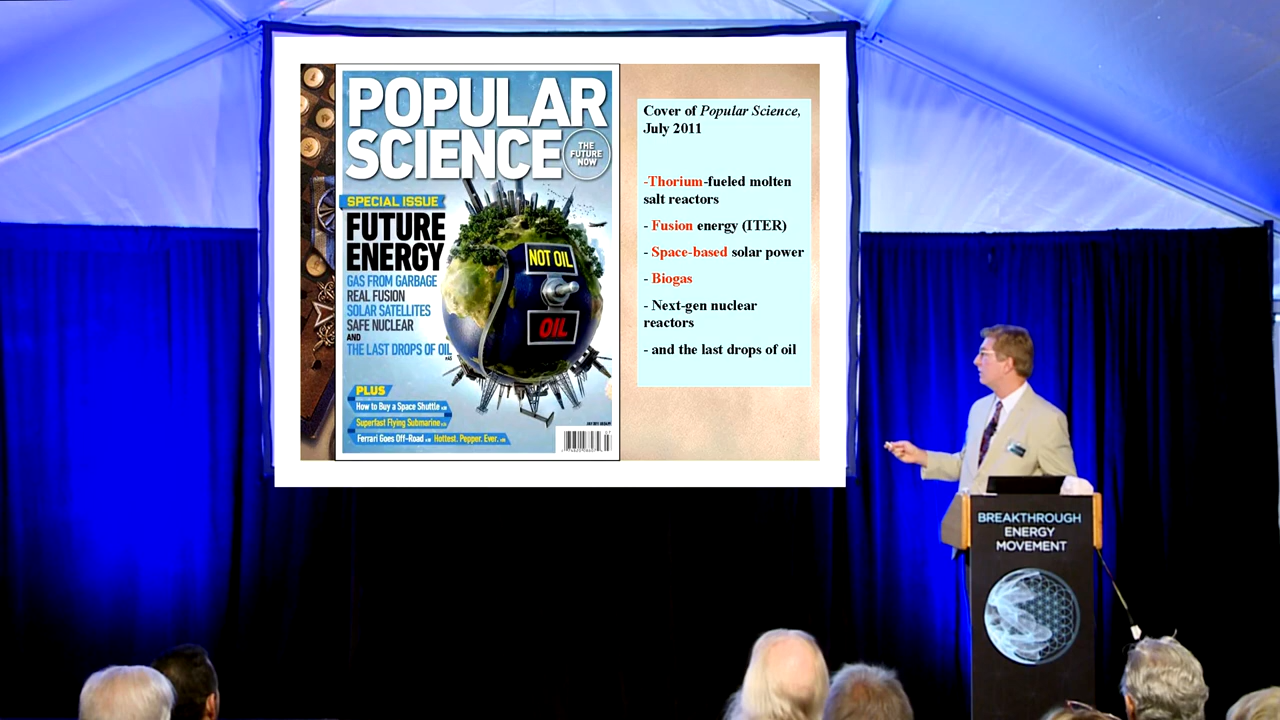 POPULAR
SCIENCE
THE
FUTURE
NOW
SPECIAL ISSUE
FUTURE
ENERGY
GAS FROM GARBAGE
REAL FUSION
SOLAR SATELLITES
SAFE NUCLEAR
AND
THE LAST DROPS OF OIL
NOT OIL
OIL
PLUS
How to Buy a Space Shuttle
Superfast Flying Submarine
Ferrari Goes Off-Road Hottest. Pepper. Ever.
Cover of Popular Science,
July 2011
-Thorium-fueled molten
salt reactors
- Fusion energy (ITER)
- Space-based solar power
- Biogas
- Next-gen nuclear
reactors
- and the last drops of oil
BREAKTHROUGH
ENERGY
MOVEMENT